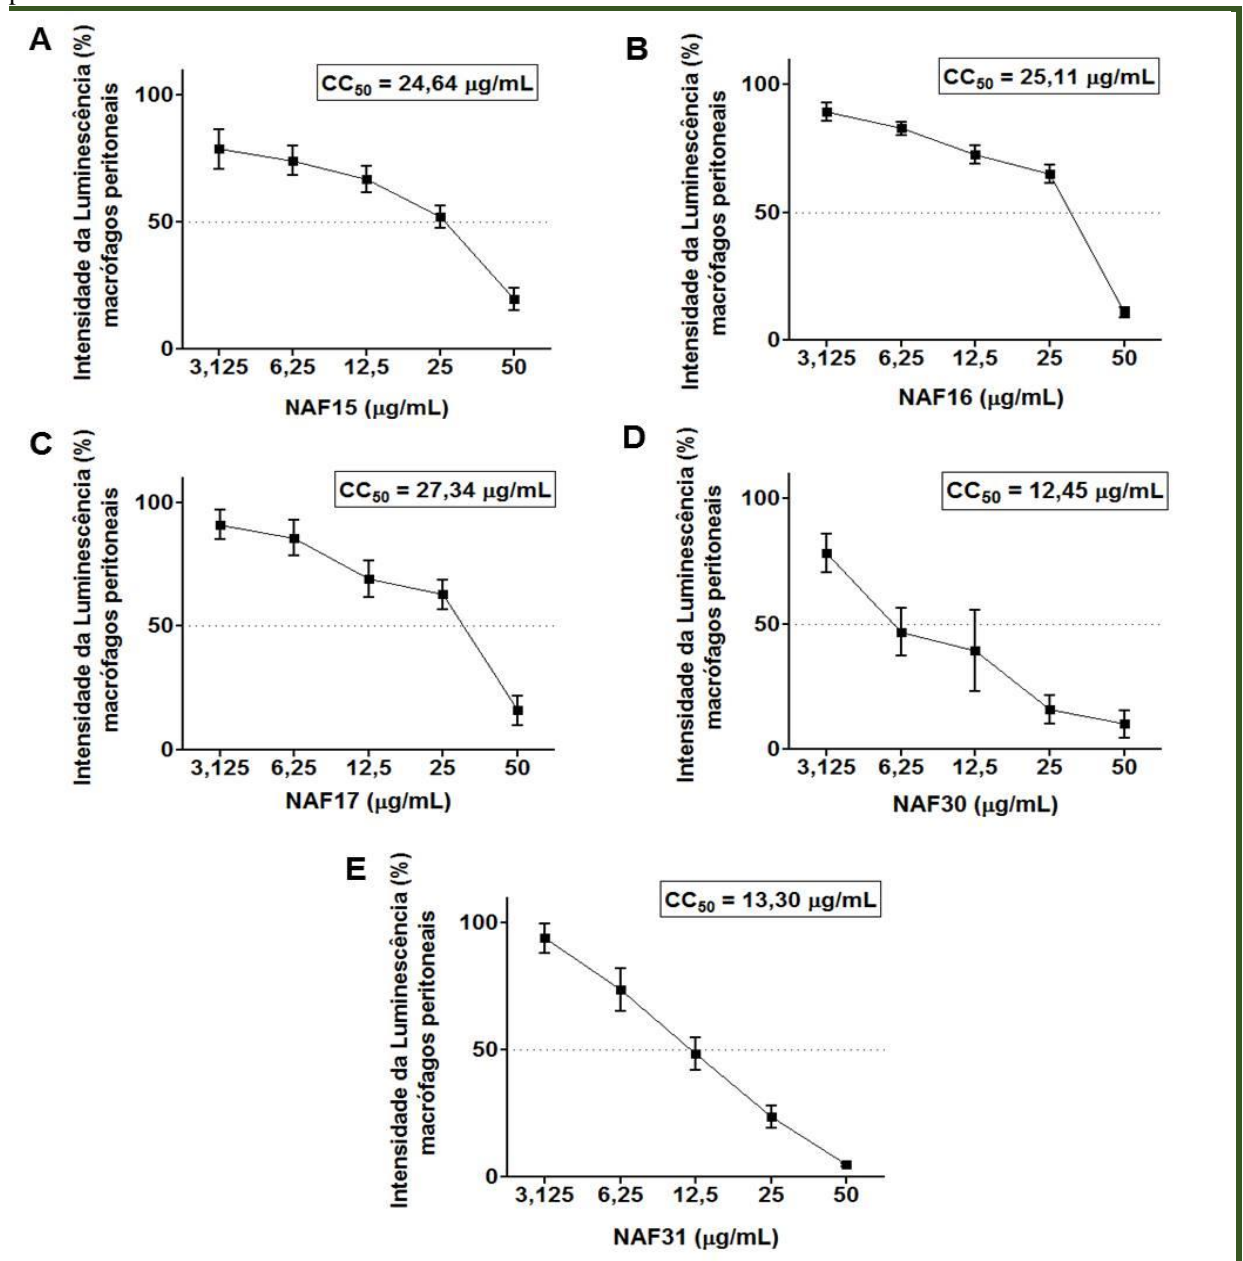 A
Intensidade da Luminescência (%)
macrófagos peritoneais
CC50 = 24,64 μg/mL
100
50
0
3,125 6,25 12,5 25 50
NAF15 (μg/mL)
B
Intensidade da Luminescência (%)
macrófagos peritoneais
CC50 = 25,11 μg/mL
100
50
0
3,125 6,25 12,5 25 50
NAF16 (μg/mL)
C
Intensidade da Luminescência (%)
macrófagos peritoneais
CC50 = 27,34 μg/mL
100
50
0
3,125 6,25 12,5 25 50
NAF17 (μg/mL)
D
Intensidade da Luminescência (%)
macrófagos peritoneais
CC50 = 12,45 μg/mL
100
50
0
3,125 6,25 12,5 25 50
NAF30 (μg/mL)
E
Intensidade da Luminescência (%)
macrófagos peritoneais
CC50 = 13,30 μg/mL
100
50
0
3,125 6,25 12,5 25 50
NAF31 (μg/mL)